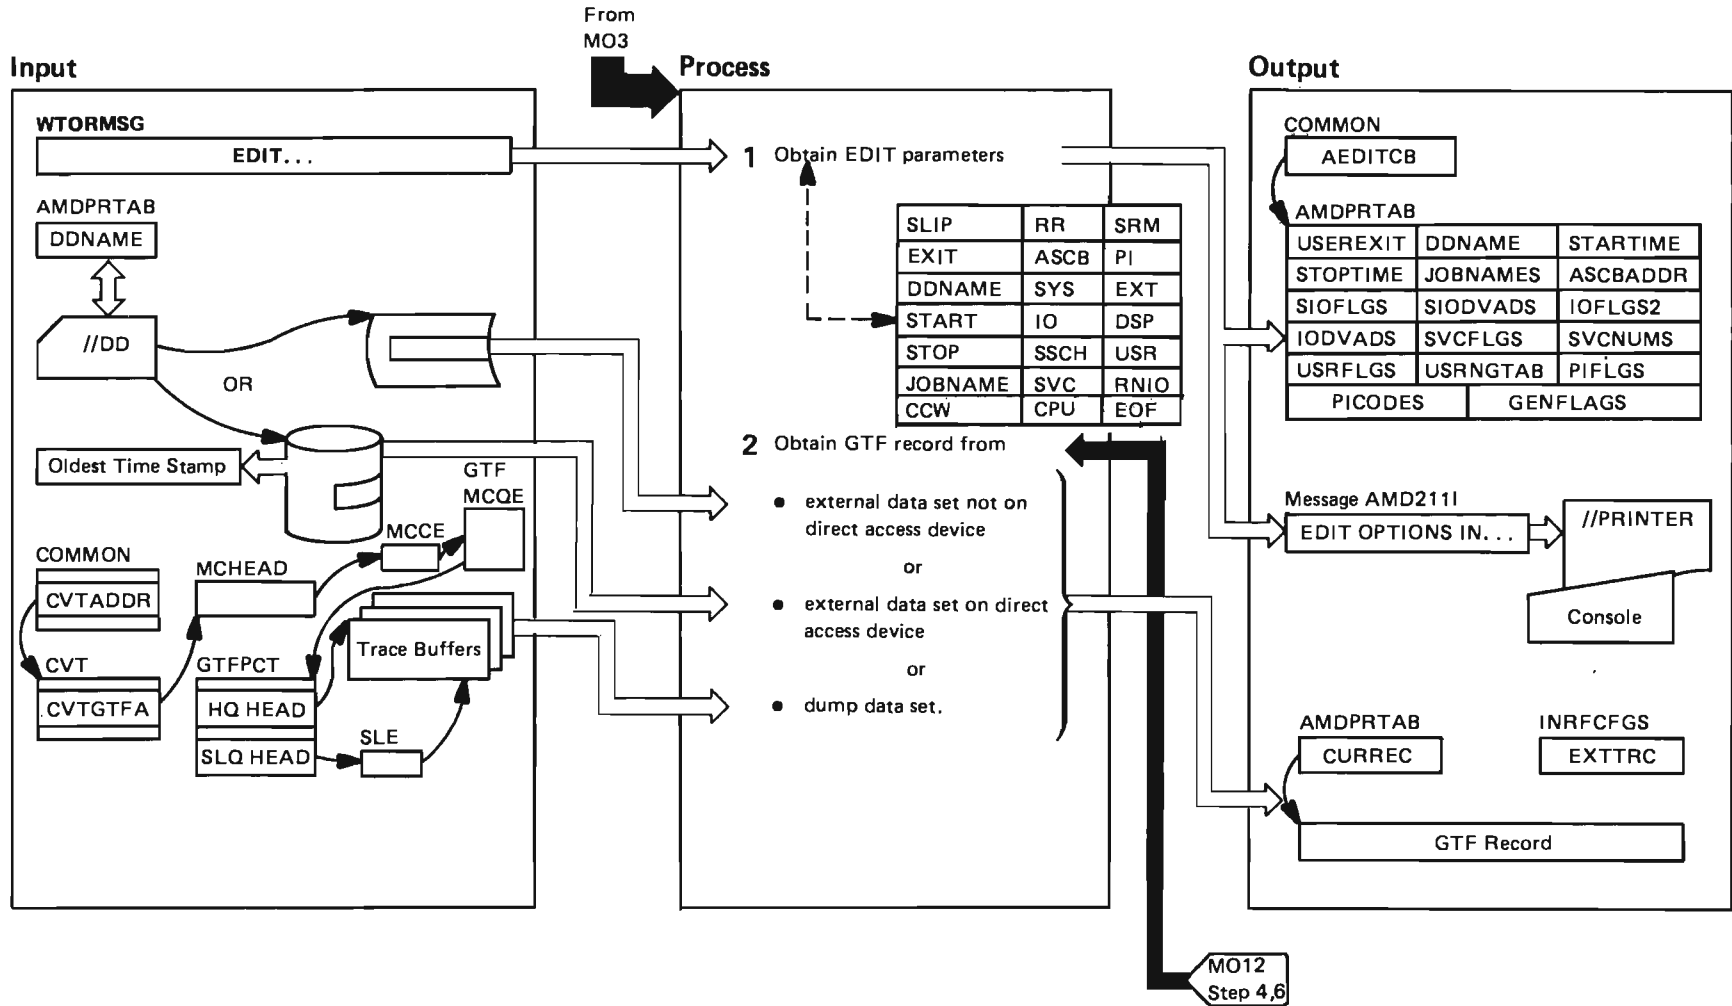 From
MO3
Input
Process
Output
WTORMSG
EDIT...
AMDPRTAB
DDNAME
//DD
OR
Oldest Time Stamp
GTF
MCQE
MCCE
COMMON
CVTADDR
MCHEAD
CVT
CVTGTFA
GTFPCT
HQ HEAD
SLQ HEAD
Trace Buffers
SLE
1 Obtain EDIT parameters
SLIP RR SRM
EXIT ASCB PI
DDNAME SYS EXT
START IO DSP
STOP SSCH USR
JOBNAME SVC RNIO
CCW CPU EOF
2 Obtain GTF record from
• external data set not on
direct access device
or
• external data set on direct
access device
or
• dump data set.
COMMON
AEDITCB
AMDPRTAB
USEREXIT DDNAME STARTIME
STOPTIME JOBNAMES ASCBADDR
SIOFLGS SIODVADS IOFLGS2
IODVADS SVCFLGS SVCNUMS
USRFLGS USRNGTAB PIFLGS
PICODES GENFLAGS
Message AMD211I
EDIT OPTIONS IN...
//PRINTER
Console
AMDPRTAB
CURREC
INRFCFGS
EXTTRC
GTF Record
MO12
Step 4,6